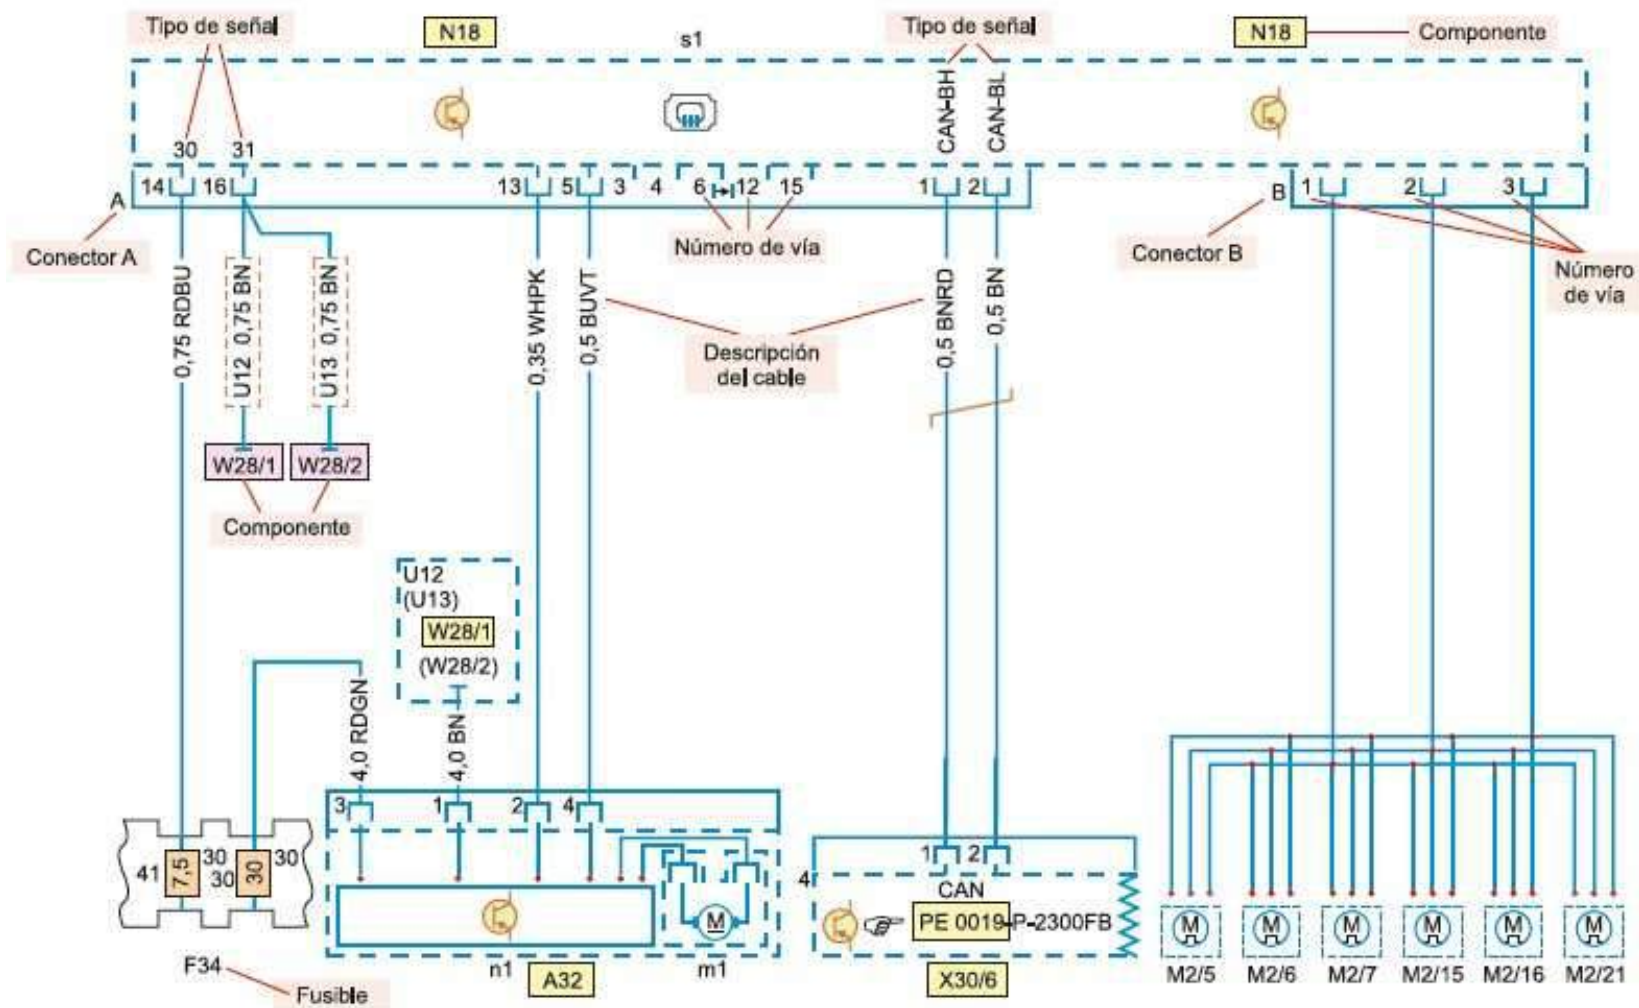 Tipo de señal
N18
s1
Tipo de señal
N18
Componente
CAN-BH
CAN-BL
30
31
14
16
13
5
3
4
6
12
15
1
2
A
B
1
2
3
Conector A
Número de vía
Conector B
Número
de vía
0,75 RDBU
U12 0,75 BN
U13 0,75 BN
0,35 WHPK
0,5 BUVT
0,5 BNRD
0,5 BN
Descripción
del cable
W28/1
W28/2
Componente
U12
(U13)
W28/1
(W28/2)
4,0 RDGN
4,0 BN
3
1
2
4
1
2
41
7,5
30
30
30
30
4
CAN
PE 0019-P-2300FB
M
M
M
M
M
M
M
F34
Fusible
n1
A32
m1
X30/6
M2/5
M2/6
M2/7
M2/15
M2/16
M2/21